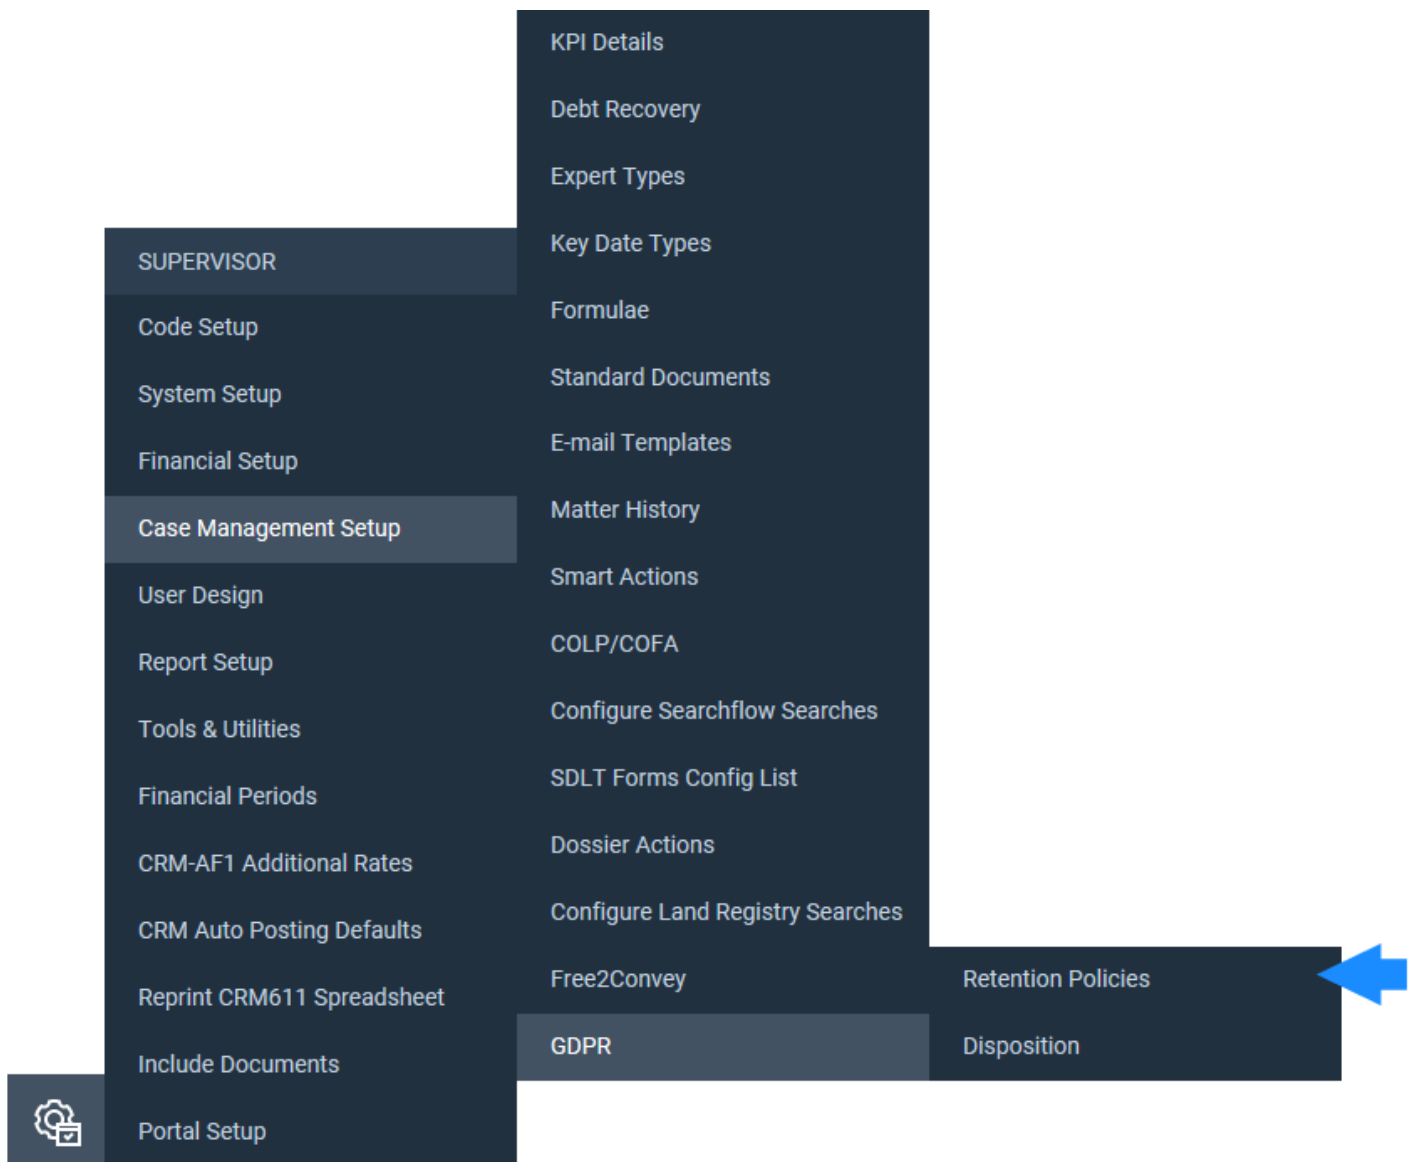 SUPERVISOR
Code Setup
System Setup
Financial Setup
Case Management Setup
User Design
Report Setup
Tools & Utilities
Financial Periods
CRM-AF1 Additional Rates
CRM Auto Posting Defaults
Reprint CRM611 Spreadsheet
Include Documents
Portal Setup
KPI Details
Debt Recovery
Expert Types
Key Date Types
Formulae
Standard Documents
E-mail Templates
Matter History
Smart Actions
COLP/COFA
Configure Searchflow Searches
SDLT Forms Config List
Dossier Actions
Configure Land Registry Searches
Free2Convey
GDPR
Retention Policies
Disposition